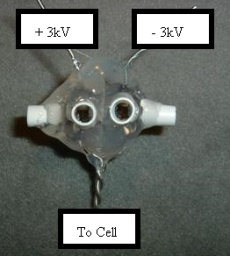 + 3kV
- 3kV
To Cell